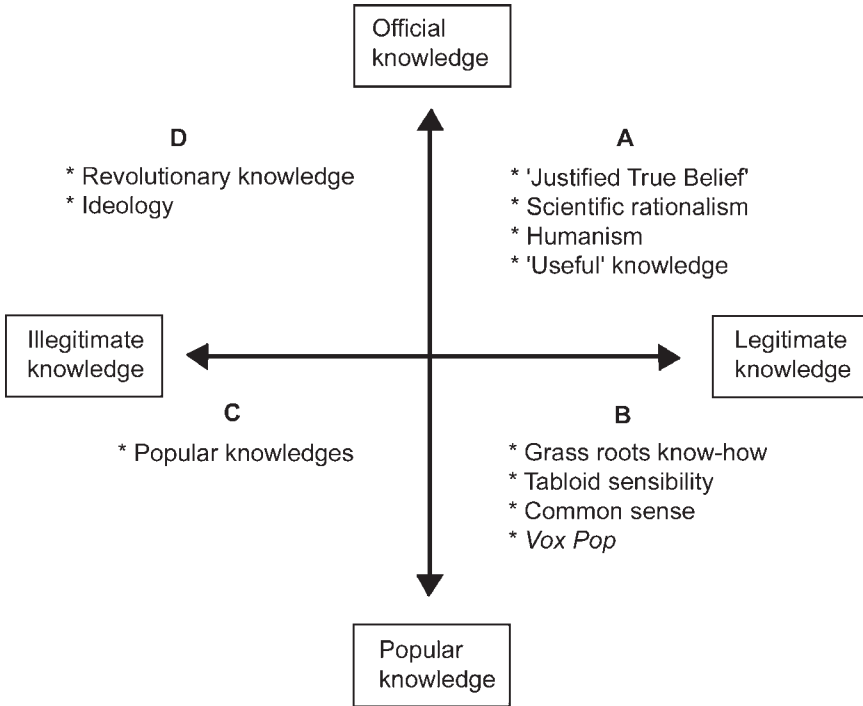 Official
knowledge
D
* Revolutionary knowledge
* Ideology
A
* 'Justified True Belief'
* Scientific rationalism
* Humanism
* 'Useful' knowledge
Illegitimate
knowledge
Legitimate
knowledge
C
* Popular knowledges
B
* Grass roots know-how
* Tabloid sensibility
* Common sense
* Vox Pop
Popular
knowledge